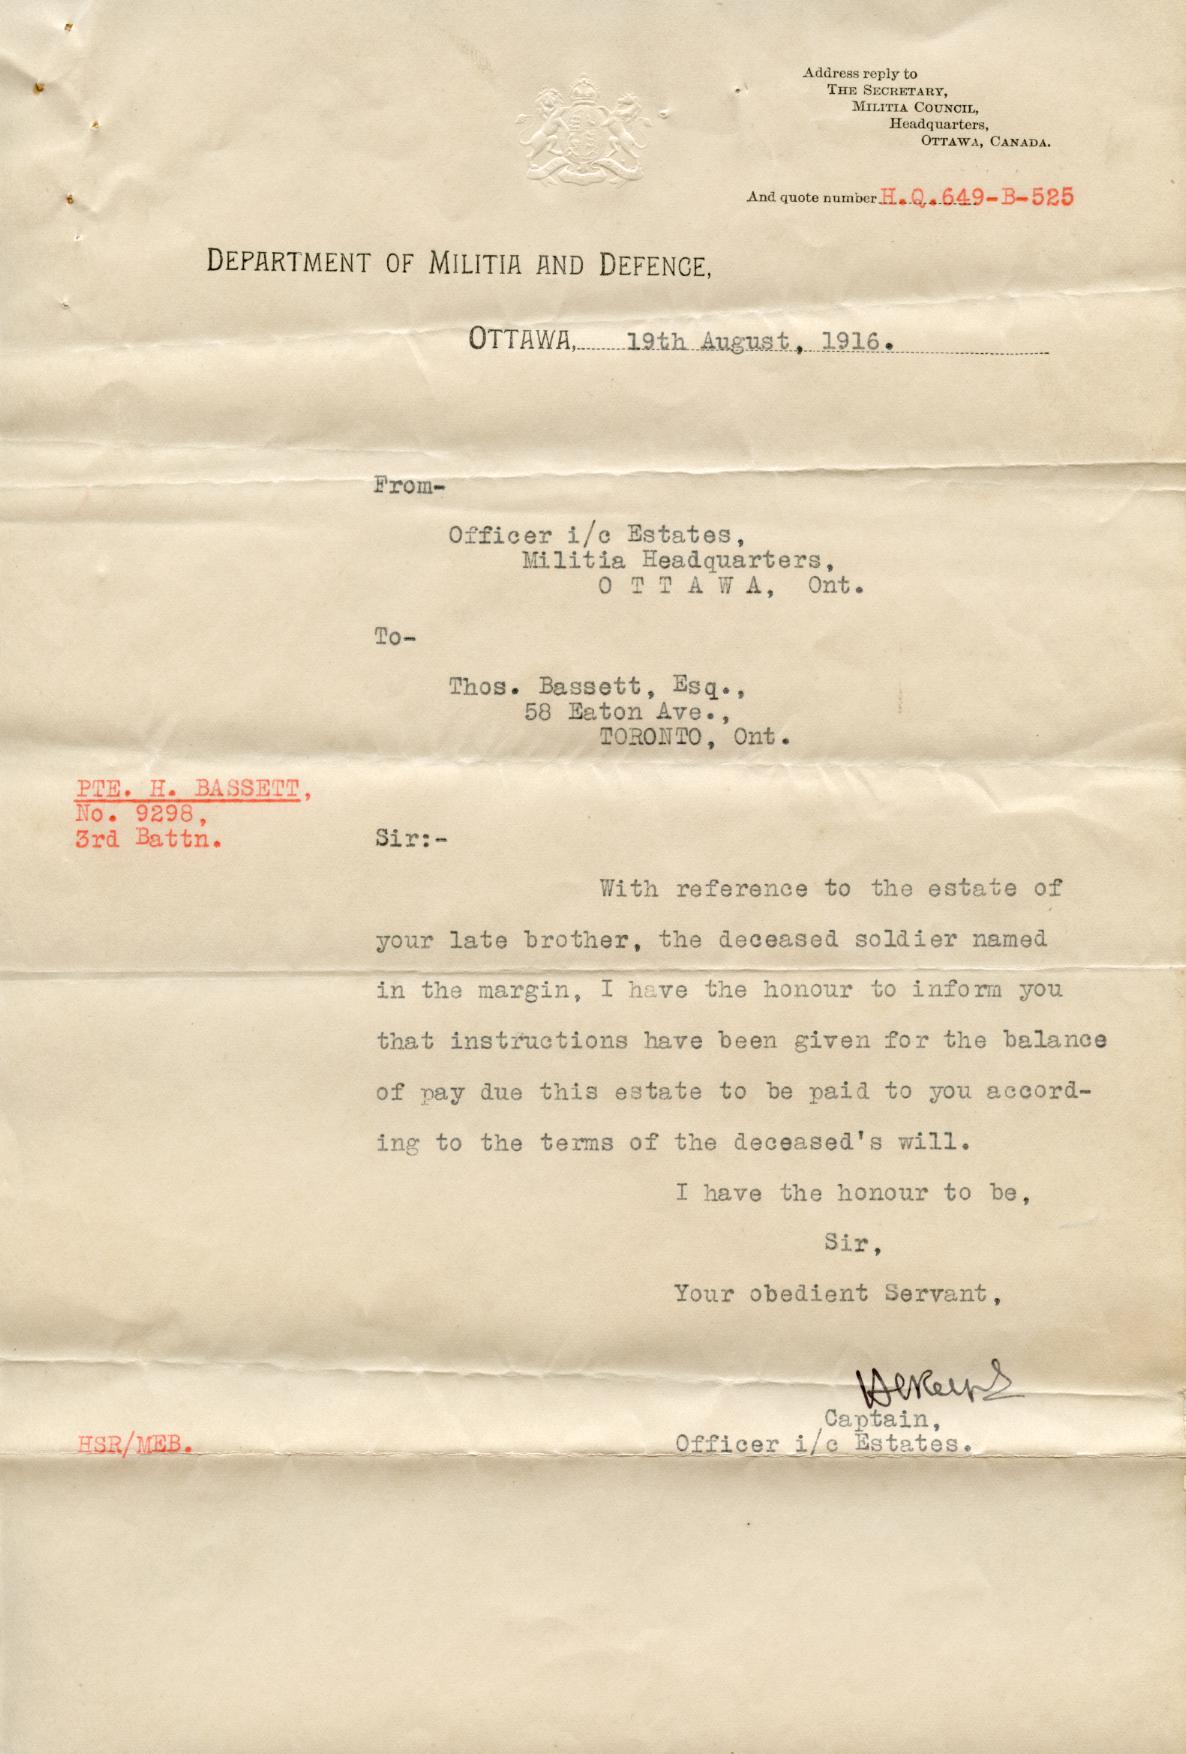 Address reply to
THE SECRETARY,
MILITIA COUNCIL,
Headquarters,
OTTAWA, CANADA.
And quote number H.Q.649-B-525
DEPARTMENT OF MILITIA AND DEFENCE,
OTTAWA, 19th August, 1916.
From-
Officer i/c Estates,
Militia Headquarters,
O T T A W A, Ont.
To-
Thos. Bassett, Esq.,
58 Eaton Ave.,
TORONTO, Ont.
PTE. H. BASSETT,
No. 9298,
3rd Battn.
Sir:-
With reference to the estate of
your late brother, the deceased soldier named
in the margin, I have the honour to inform you
that instructions have been given for the balance
of pay due this estate to be paid to you accord-
ing to the terms of the deceased's will.
I have the honour to be,
Sir,
Your obedient Servant,
Captain,
Officer i/c Estates.
HSR/MEB.